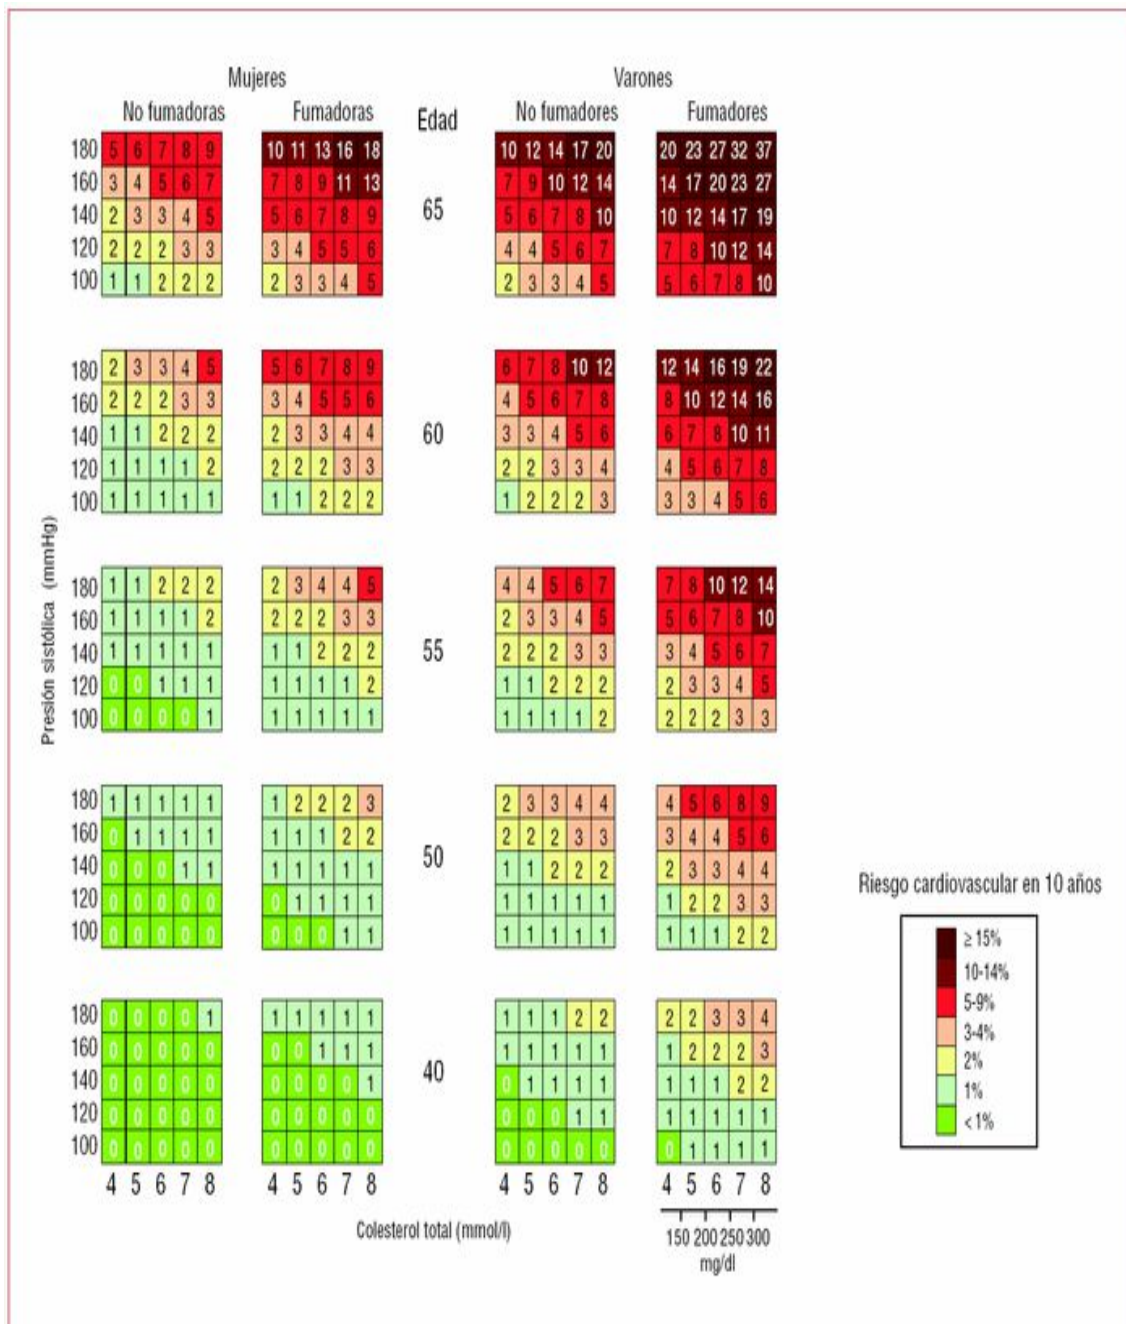 Mujeres Varones
No fumadoras Fumadoras Edad No fumadores Fumadores
180 5 6 7 8 9 10 11 13 16 18 10 12 14 17 20 20 23 27 32 37
160 3 4 5 6 7 7 8 9 11 13 7 9 10 12 14 14 17 20 23 27
140 2 3 3 4 5 5 6 7 8 9 65 5 6 7 8 10 10 12 14 17 19
120 2 2 2 3 3 3 4 5 5 6 4 4 5 6 7 7 8 10 12 14
100 1 1 2 2 2 2 3 3 4 5 2 3 3 4 5 5 6 7 8 10
180 2 3 3 4 5 5 6 7 8 9 6 7 8 10 12 12 14 16 19 22
160 2 2 2 3 3 3 4 5 5 6 4 5 6 7 8 8 10 12 14 16
140 1 1 2 2 2 2 3 3 4 4 60 3 3 4 5 6 6 7 8 10 11
120 1 1 1 1 2 2 2 2 3 3 2 2 3 3 4 4 5 6 7 8
100 1 1 1 1 1 1 1 2 2 2 1 2 2 2 3 3 3 4 5 6
Presión sistólica (mmHg)
180 1 1 2 2 2 2 3 4 4 5 4 4 5 6 7 7 8 10 12 14
160 1 1 1 1 2 2 2 2 3 3 2 3 3 4 5 5 6 7 8 10
140 1 1 1 1 1 1 1 2 2 2 55 2 2 2 3 3 3 4 5 6 7
120 0 0 1 1 1 1 1 1 1 2 1 1 2 2 2 2 3 3 4 5
100 0 0 0 0 1 1 1 1 1 1 1 1 1 1 2 2 2 2 3 3
180 1 1 1 1 1 1 2 2 2 3 2 3 3 4 4 4 5 6 8 9
160 0 1 1 1 1 1 1 1 2 2 2 2 2 3 3 3 4 4 5 6
140 0 0 0 1 1 1 1 1 1 1 50 1 1 2 2 2 2 3 3 4 4
120 0 0 0 0 0 0 1 1 1 1 1 1 1 1 1 1 2 2 3 3
100 0 0 0 0 0 0 0 0 1 1 1 1 1 1 1 1 1 1 2 2
180 0 0 0 0 1 1 1 1 1 1 1 1 1 2 2 2 2 3 3 4
160 0 0 0 0 0 0 0 1 1 1 1 1 1 1 1 1 2 2 2 3
140 0 0 0 0 0 0 0 0 0 1 40 0 1 1 1 1 1 1 1 2 2
120 0 0 0 0 0 0 0 0 0 0 0 0 0 1 1 1 1 1 1 1
100 0 0 0 0 0 0 0 0 0 0 0 0 0 0 0 0 1 1 1 1
4 5 6 7 8 4 5 6 7 8 4 5 6 7 8 4 5 6 7 8
Colesterol total (mmol/l)
150 200 250 300
mg/dl
Riesgo cardiovascular en 10 años
≥ 15%
10-14%
5-9%
3-4%
2%
1%
< 1%